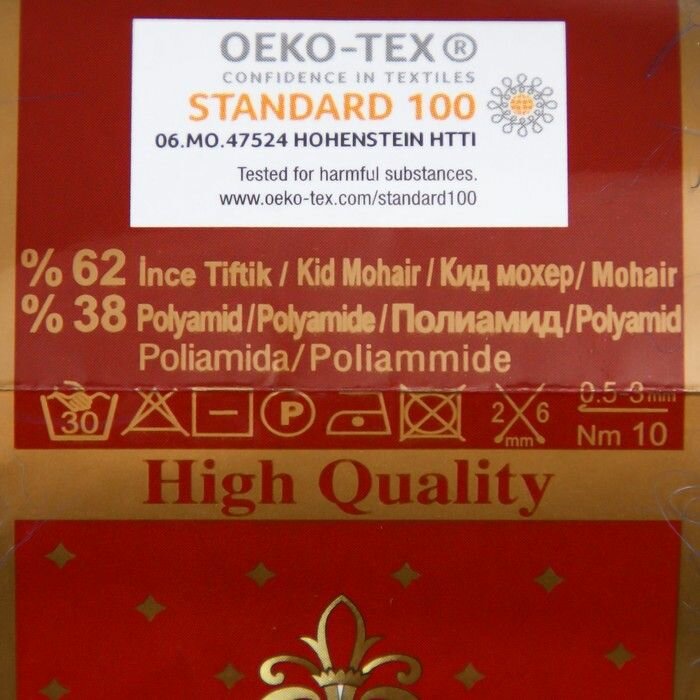 OEKO-TEX®
CONFIDENCE IN TEXTILES
STANDARD 100
06.MO.47524 HOHENSTEIN HTTI
Tested for harmful substances.
www.oeko-tex.com/standard100
% 62 İnce Tiftik / Kid Mohair / Кид мохер / Mohair
% 38 Polyamid / Polyamide / Полиамид / Polyamid
Poliamida / Poliammide
30 P 2 6 mm 0.5-3 mm
Nm 10
High Quality